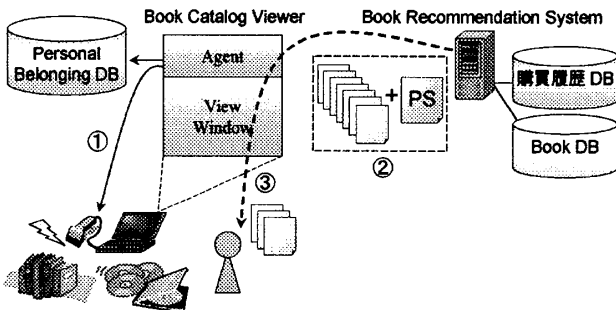 Book Catalog Viewer
Book Recommendation System
Personal
Belonging DB
Agent
View
Window
①
+
PS
②
③
購買履歴 DB
Book DB